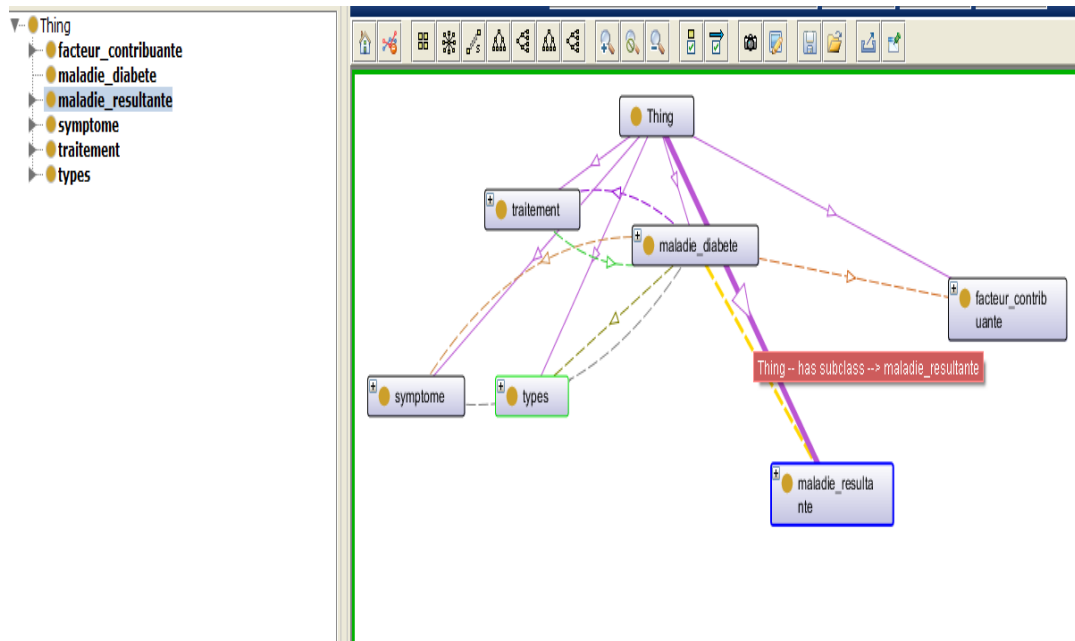 Thing
facteur_contribuante
maladie_diabete
maladie_resultante
symptome
traitement
types
Thing
traitement
maladie_diabete
facteur_contrib
uante
Thing -- has subclass --> maladie_resultante
symptome
types
maladie_resulta
nte